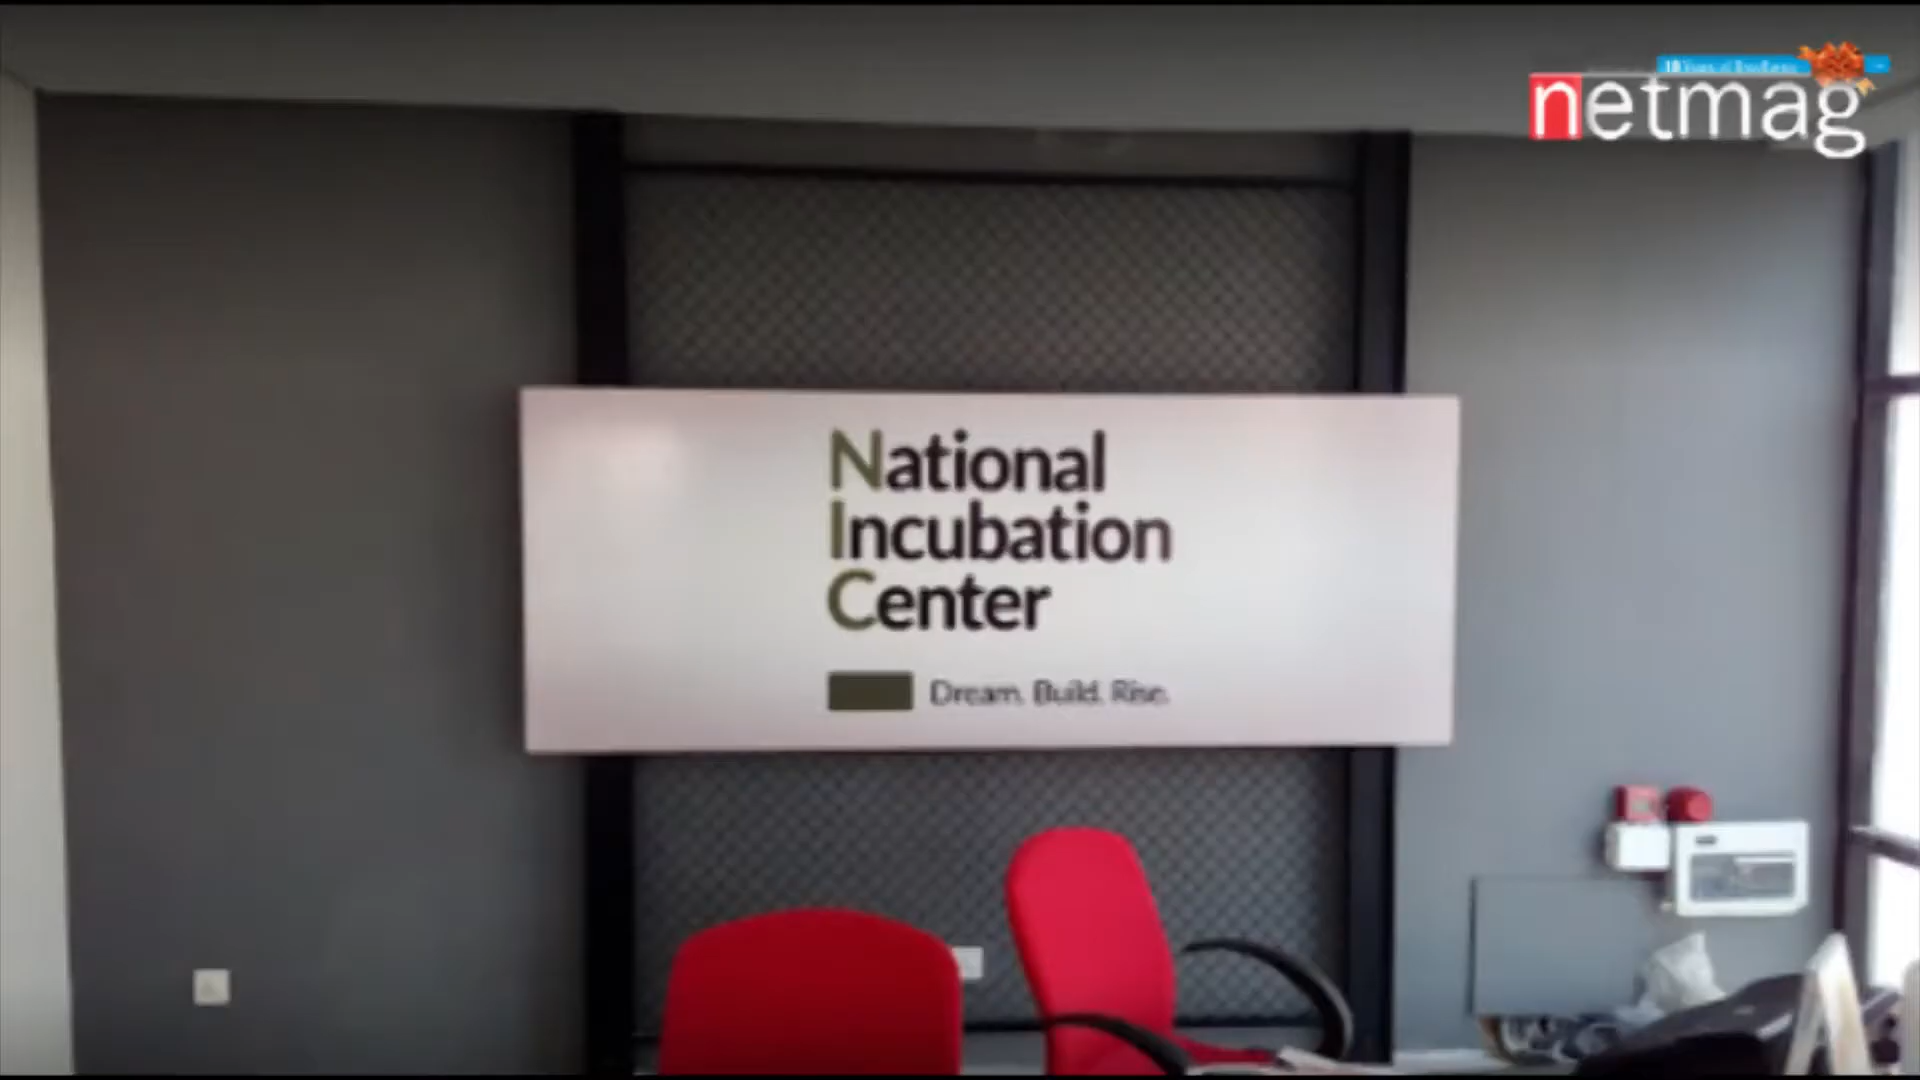 netmag
National
Incubation
Center
Dream. Build. Rise.